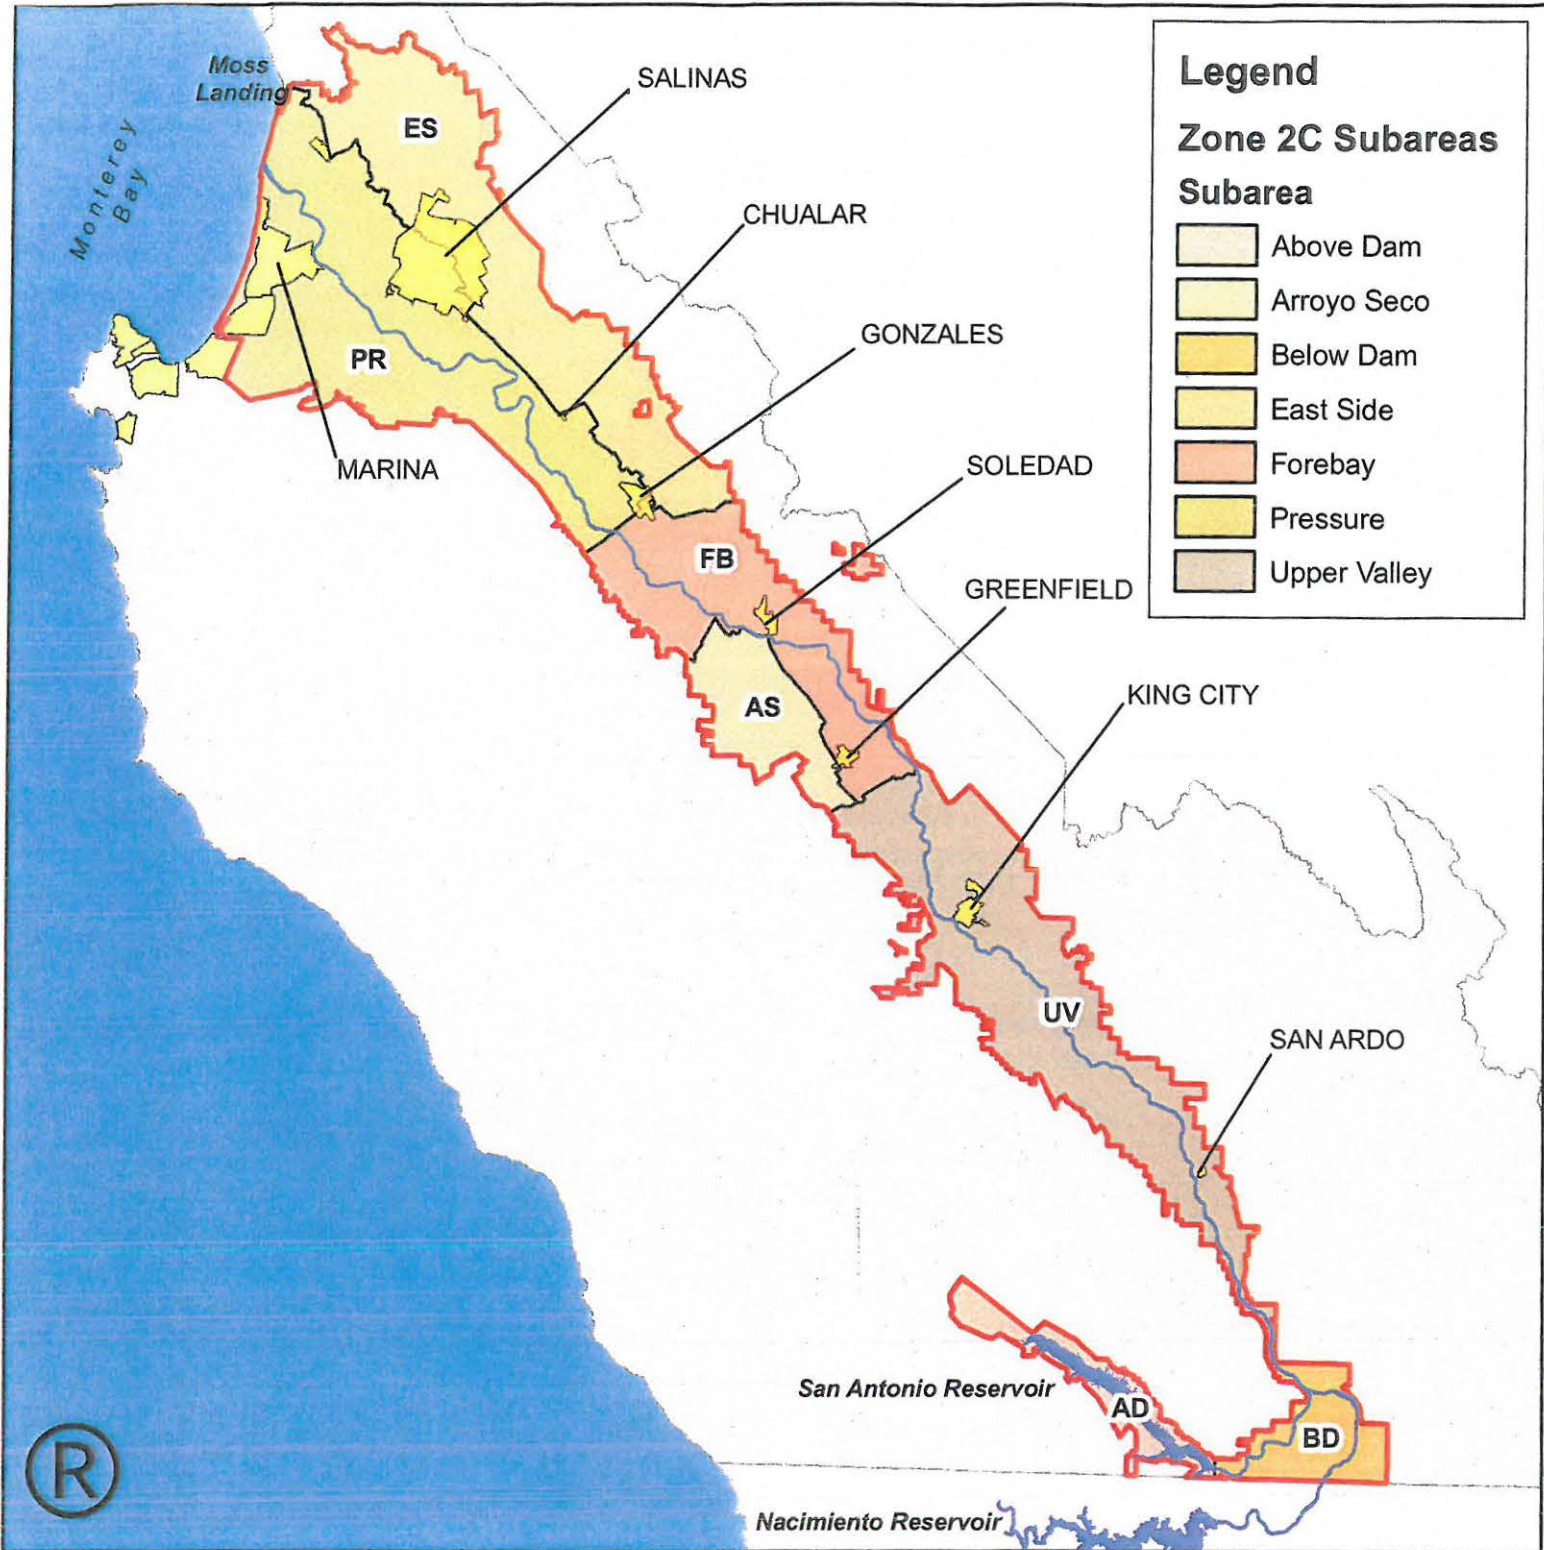 Moss
Landing
Monterey
Bay
SALINAS
ES
CHUALAR
GONZALES
PR
MARINA
SOLEDAD
FB
GREENFIELD
AS
KING CITY
UV
SAN ARDO
San Antonio Reservoir
AD
BD
Nacimiento Reservoir
R
Legend
Zone 2C Subareas
Subarea
Above Dam
Arroyo Seco
Below Dam
East Side
Forebay
Pressure
Upper Valley